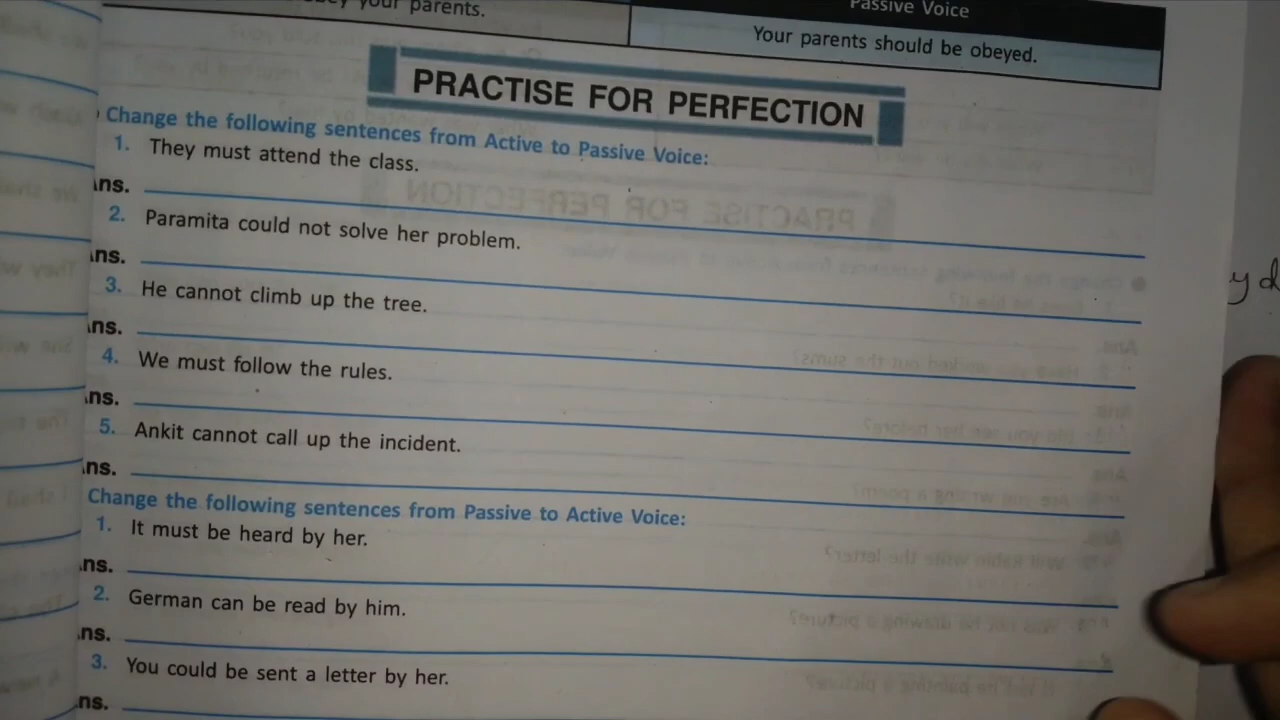 your parents.
Passive Voice
Your parents should be obeyed.
PRACTISE FOR PERFECTION
Change the following sentences from Active to Passive Voice:
1. They must attend the class.
Ans.
2. Paramita could not solve her problem.
Ans.
3. He cannot climb up the tree.
Ans.
4. We must follow the rules.
Ans.
5. Ankit cannot call up the incident.
Ans.
Change the following sentences from Passive to Active Voice:
1. It must be heard by her.
Ans.
2. German can be read by him.
Ans.
3. You could be sent a letter by her.
Ans.